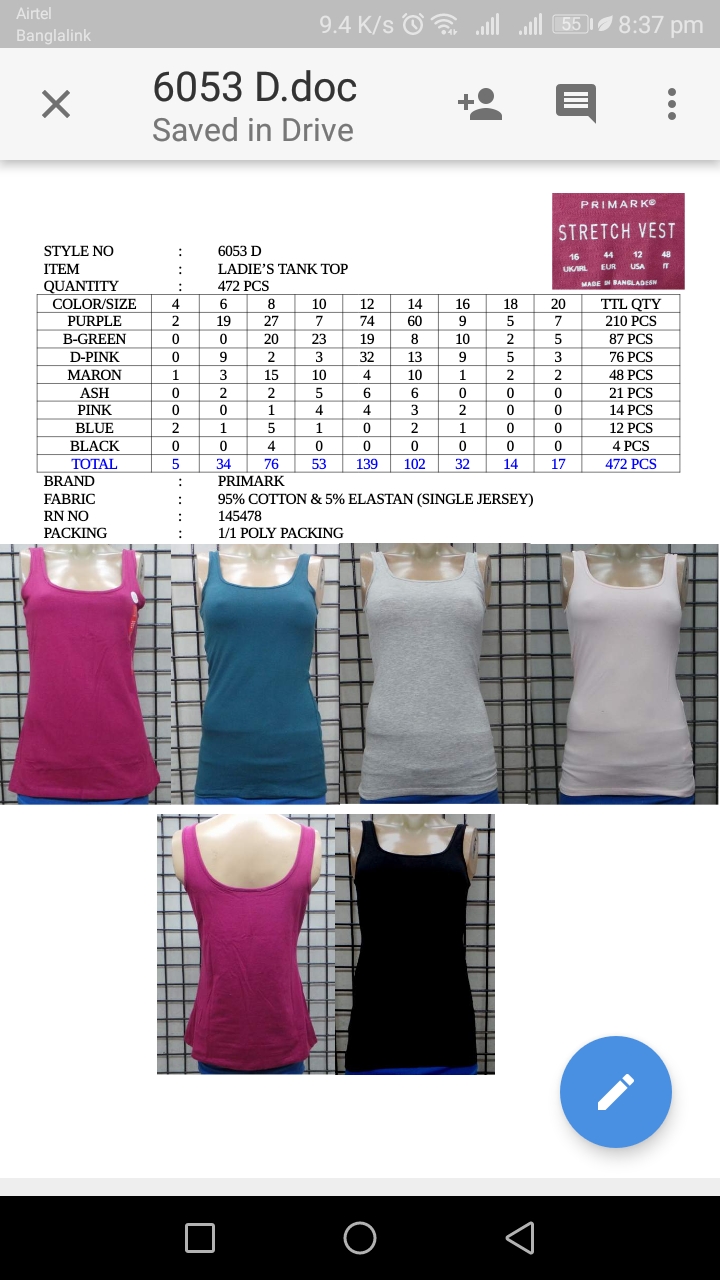 Airtel
Banglalink
9.4 K/s 55 8:37 pm
6053 D.doc
Saved in Drive
PRIMARK®
STRETCH VEST
16 44 12 48
UK/IRL EUR USA IT
MADE IN BANGLADESH
STYLE NO : 6053 D
ITEM : LADIE'S TANK TOP
QUANTITY : 472 PCS
COLOR/SIZE 4 6 8 10 12 14 16 18 20 TTL QTY
PURPLE 2 19 27 7 74 60 9 5 7 210 PCS
B-GREEN 0 0 20 23 19 8 10 2 5 87 PCS
D-PINK 0 9 2 3 32 13 9 5 3 76 PCS
MARON 1 3 15 10 4 10 1 2 2 48 PCS
ASH 0 2 2 5 6 6 0 0 0 21 PCS
PINK 0 0 1 4 4 3 2 0 0 14 PCS
BLUE 2 1 5 1 0 2 1 0 0 12 PCS
BLACK 0 0 4 0 0 0 0 0 0 4 PCS
TOTAL 5 34 76 53 139 102 32 14 17 472 PCS
BRAND : PRIMARK
FABRIC : 95% COTTON & 5% ELASTAN (SINGLE JERSEY)
RN NO : 145478
PACKING : 1/1 POLY PACKING